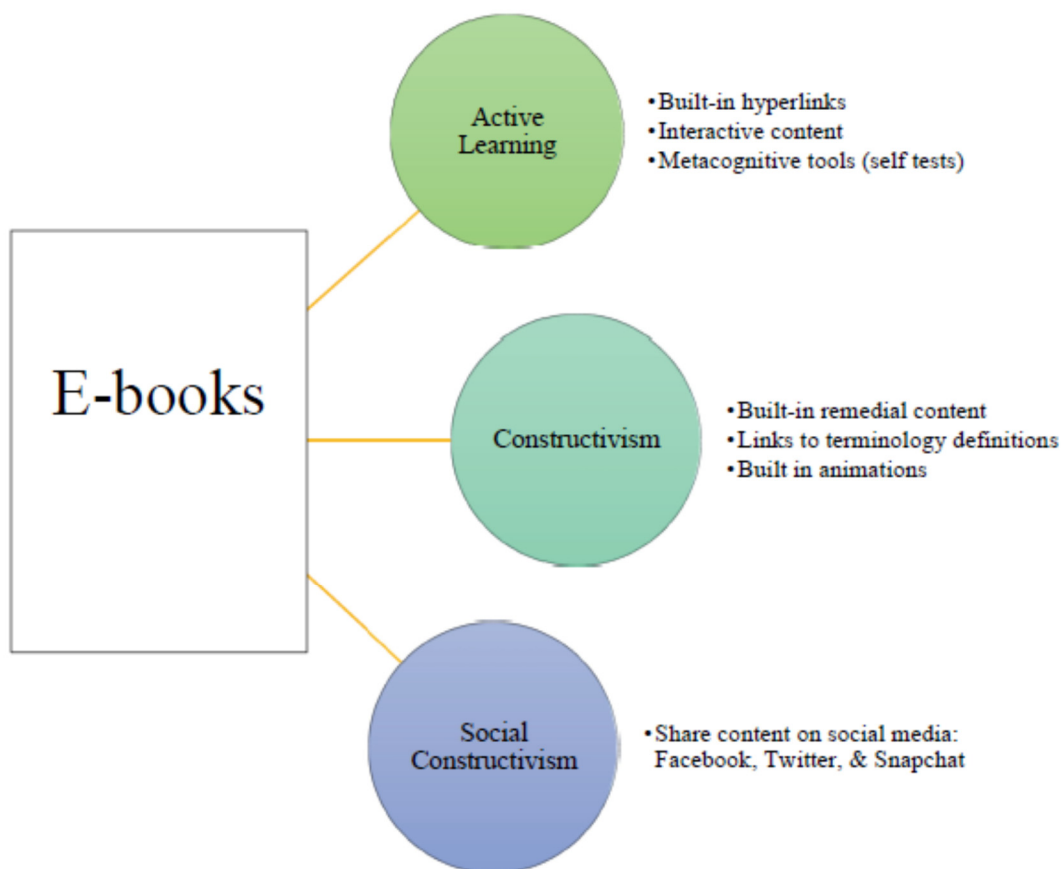 E-books
Active
Learning
•Built-in hyperlinks
•Interactive content
•Metacognitive tools (self tests)
Constructivism
•Built-in remedial content
•Links to terminology definitions
•Built in animations
Social
Constructivism
•Share content on social media:
Facebook, Twitter, & Snapchat